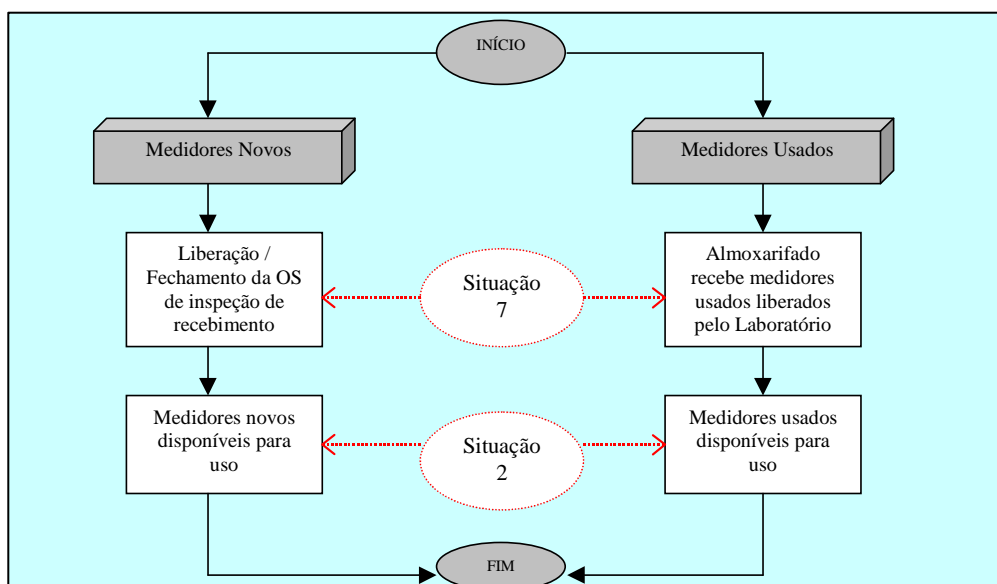 INÍCIO
Medidores Novos
Medidores Usados
Liberação /
Fechamento da OS
de inspeção de
recebimento
Situação
7
Almoxarifado
recebe medidores
usados liberados
pelo Laboratório
Medidores novos
disponíveis para
uso
Situação
2
Medidores usados
disponíveis para
uso
FIM